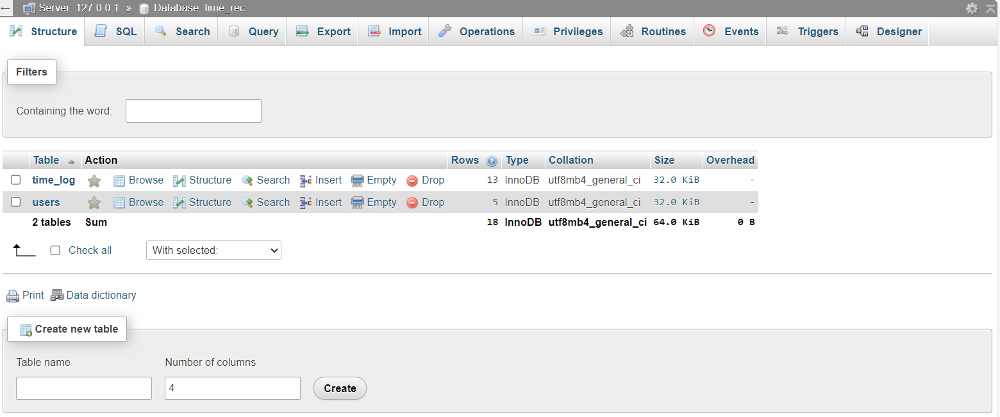 Server: 127.0.0.1 » Database: time_rec
Structure SQL Search Query Export Import Operations Privileges Routines Events Triggers Designer
Filters
Containing the word:
Table Action Rows Type Collation Size Overhead
time_log Browse Structure Search Insert Empty Drop 13 InnoDB utf8mb4_general_ci 32.0 KiB -
users Browse Structure Search Insert Empty Drop 5 InnoDB utf8mb4_general_ci 32.0 KiB -
2 tables Sum 18 InnoDB utf8mb4_general_ci 64.0 KiB 0 B
Check all With selected:
Print Data dictionary
Create new table
Table name Number of columns
4 Create